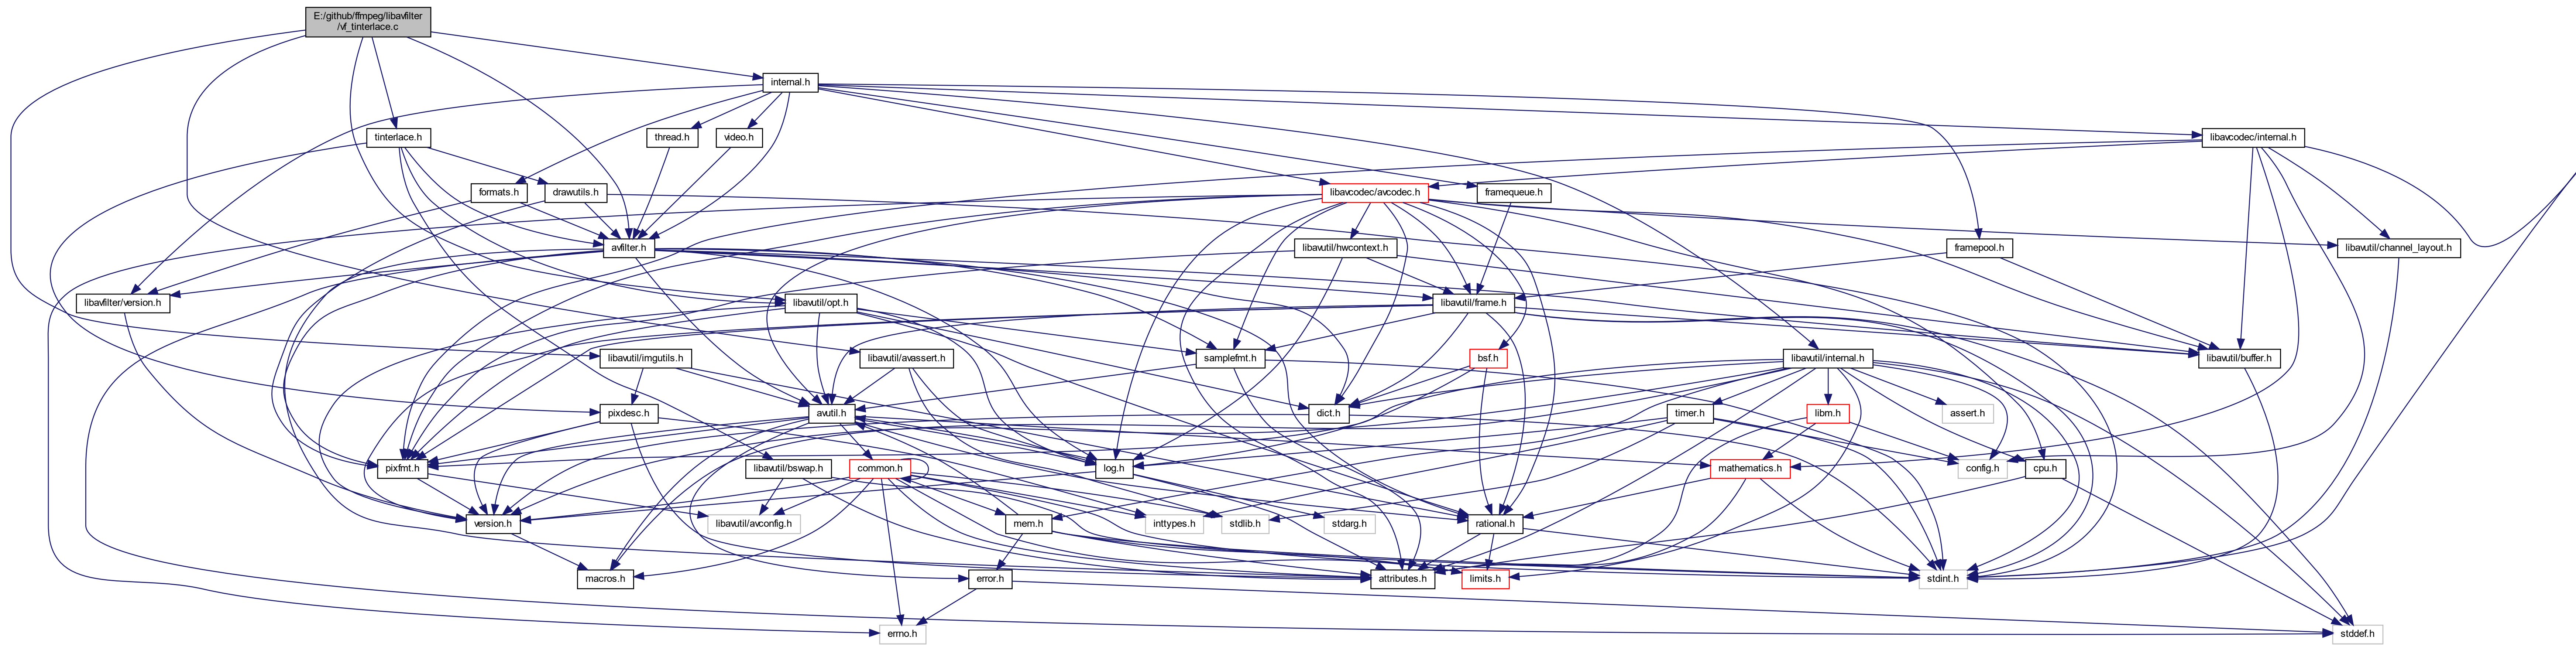 E:/github/ffmpeg/libavfilter
/vf_tinterlace.c
internal.h
tinterlace.h
thread.h
video.h
libavcodec/internal.h
formats.h
drawutils.h
libavcodec/avcodec.h
framequeue.h
avfilter.h
libavutil/hwcontext.h
framepool.h
libavutil/channel_layout.h
libavfilter/version.h
libavutil/opt.h
libavutil/frame.h
libavutil/imgutils.h
libavutil/avassert.h
samplefmt.h
bsf.h
libavutil/internal.h
libavutil/buffer.h
pixdesc.h
avutil.h
dict.h
timer.h
libm.h
assert.h
pixfmt.h
libavutil/bswap.h
common.h
log.h
mathematics.h
config.h
cpu.h
version.h
libavutil/avconfig.h
mem.h
inttypes.h
stdlib.h
stdarg.h
rational.h
macros.h
error.h
attributes.h
limits.h
stdint.h
errno.h
stddef.h